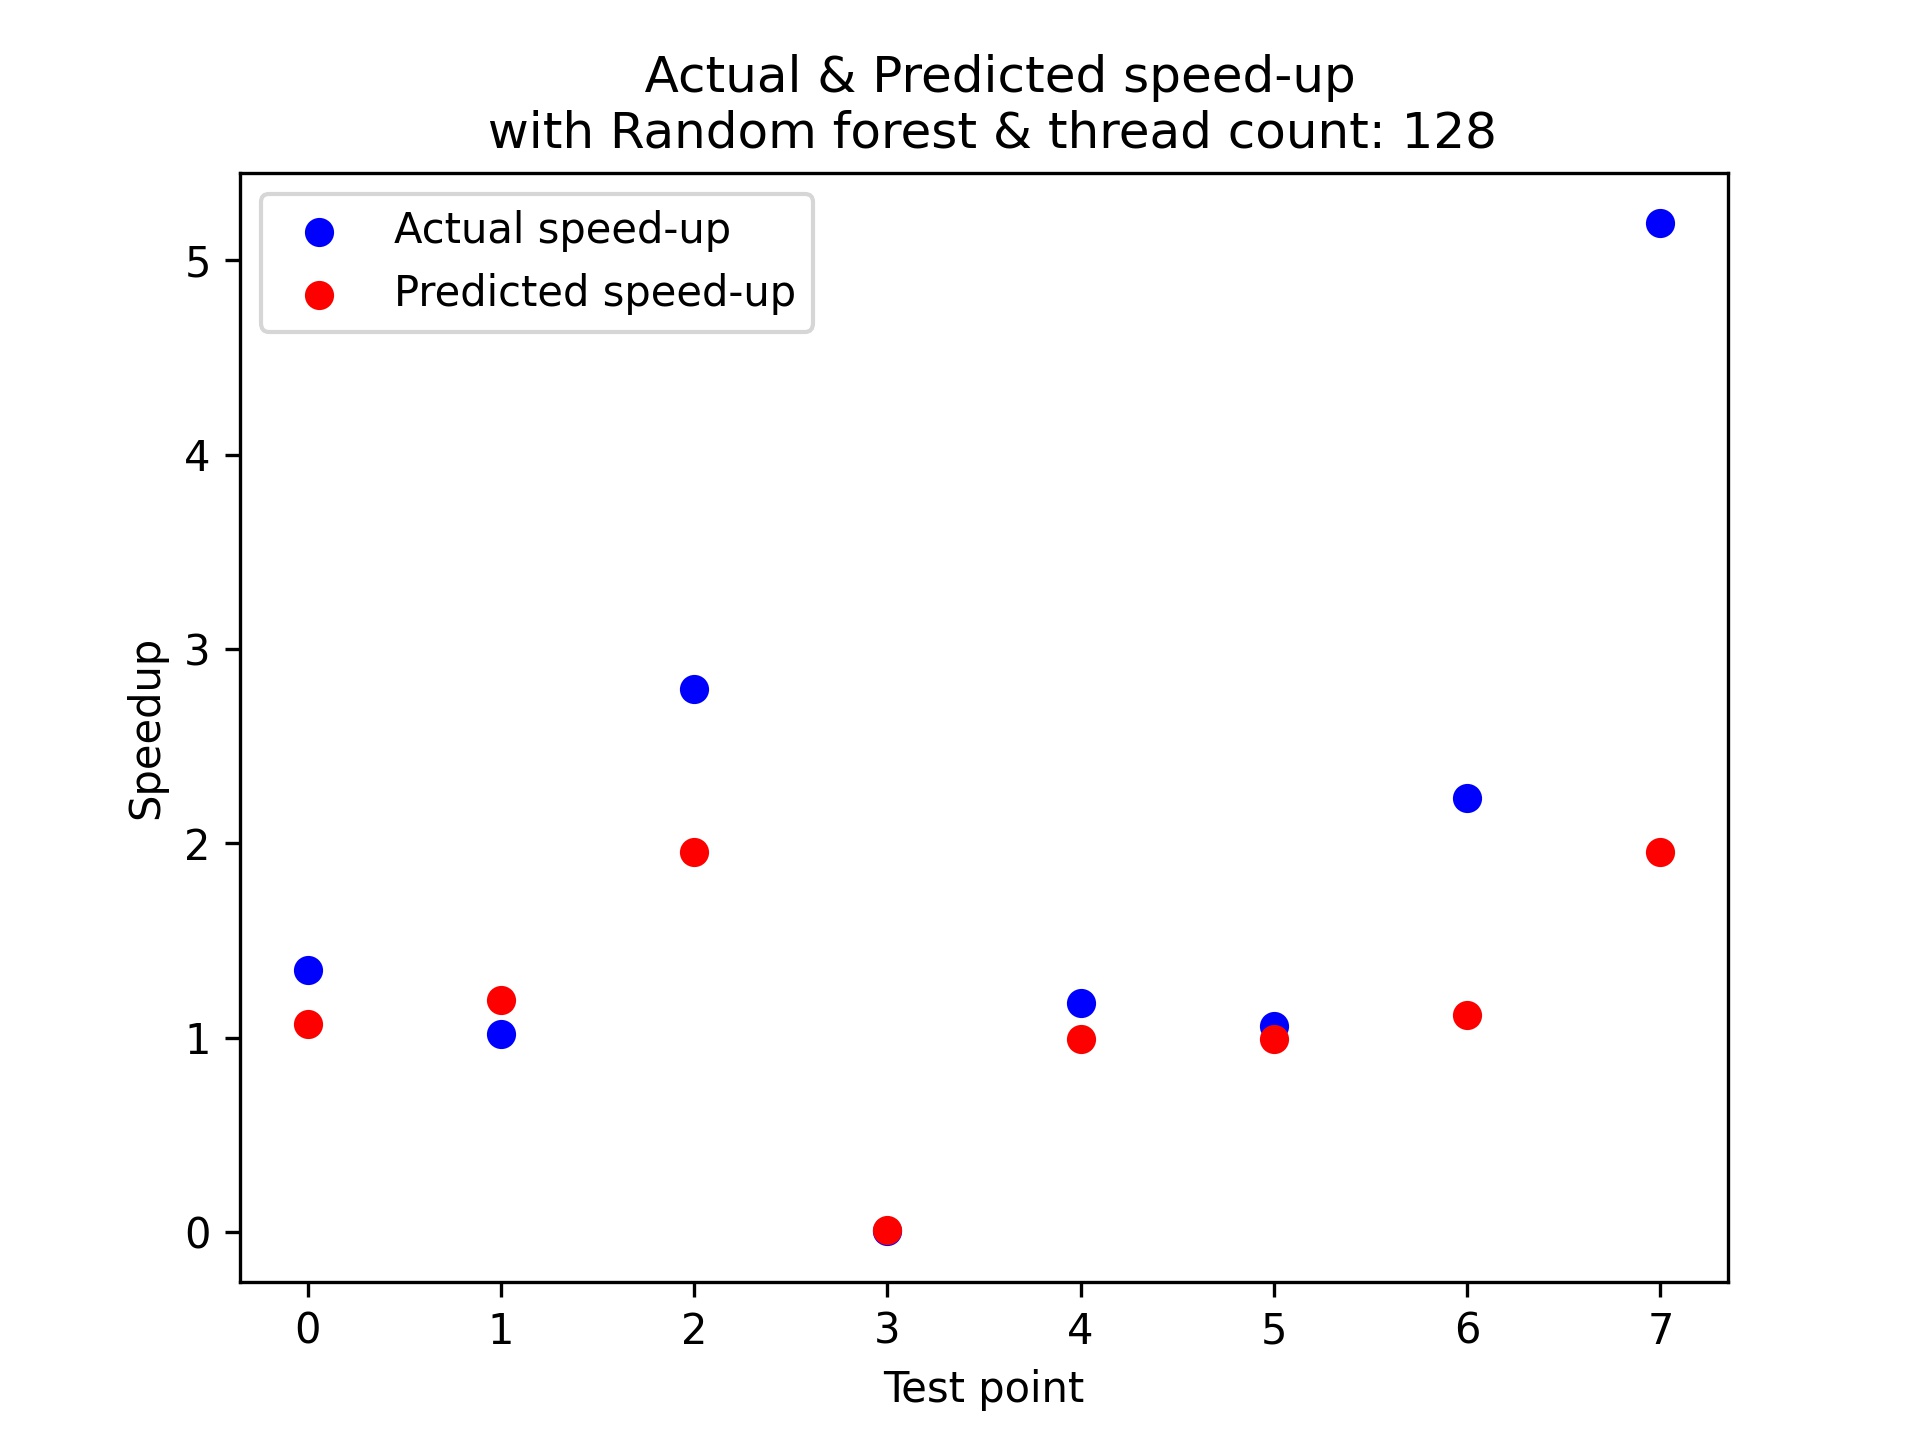 Actual & Predicted speed-up
with Random forest & thread count: 128
Actual speed-up
Predicted speed-up
Speedup
5
4
3
2
1
0
0 1 2 3 4 5 6 7
Test point